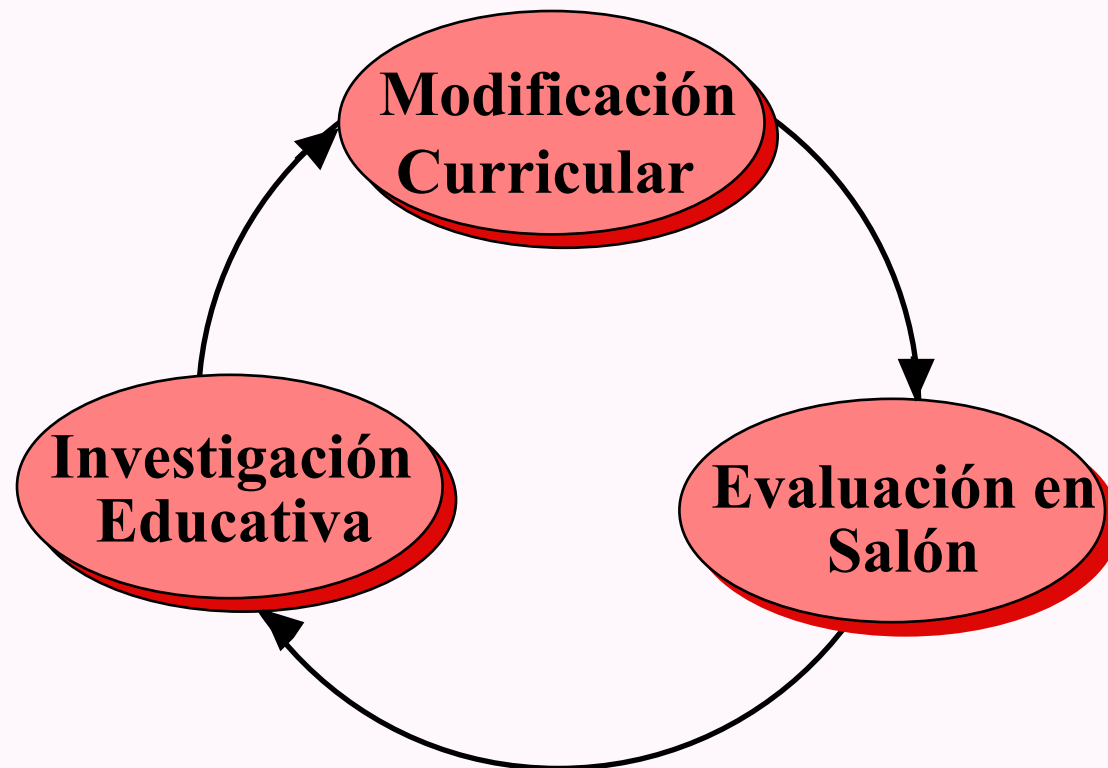 Modificación
Curricular
Investigación
Educativa
Evaluación en
Salón